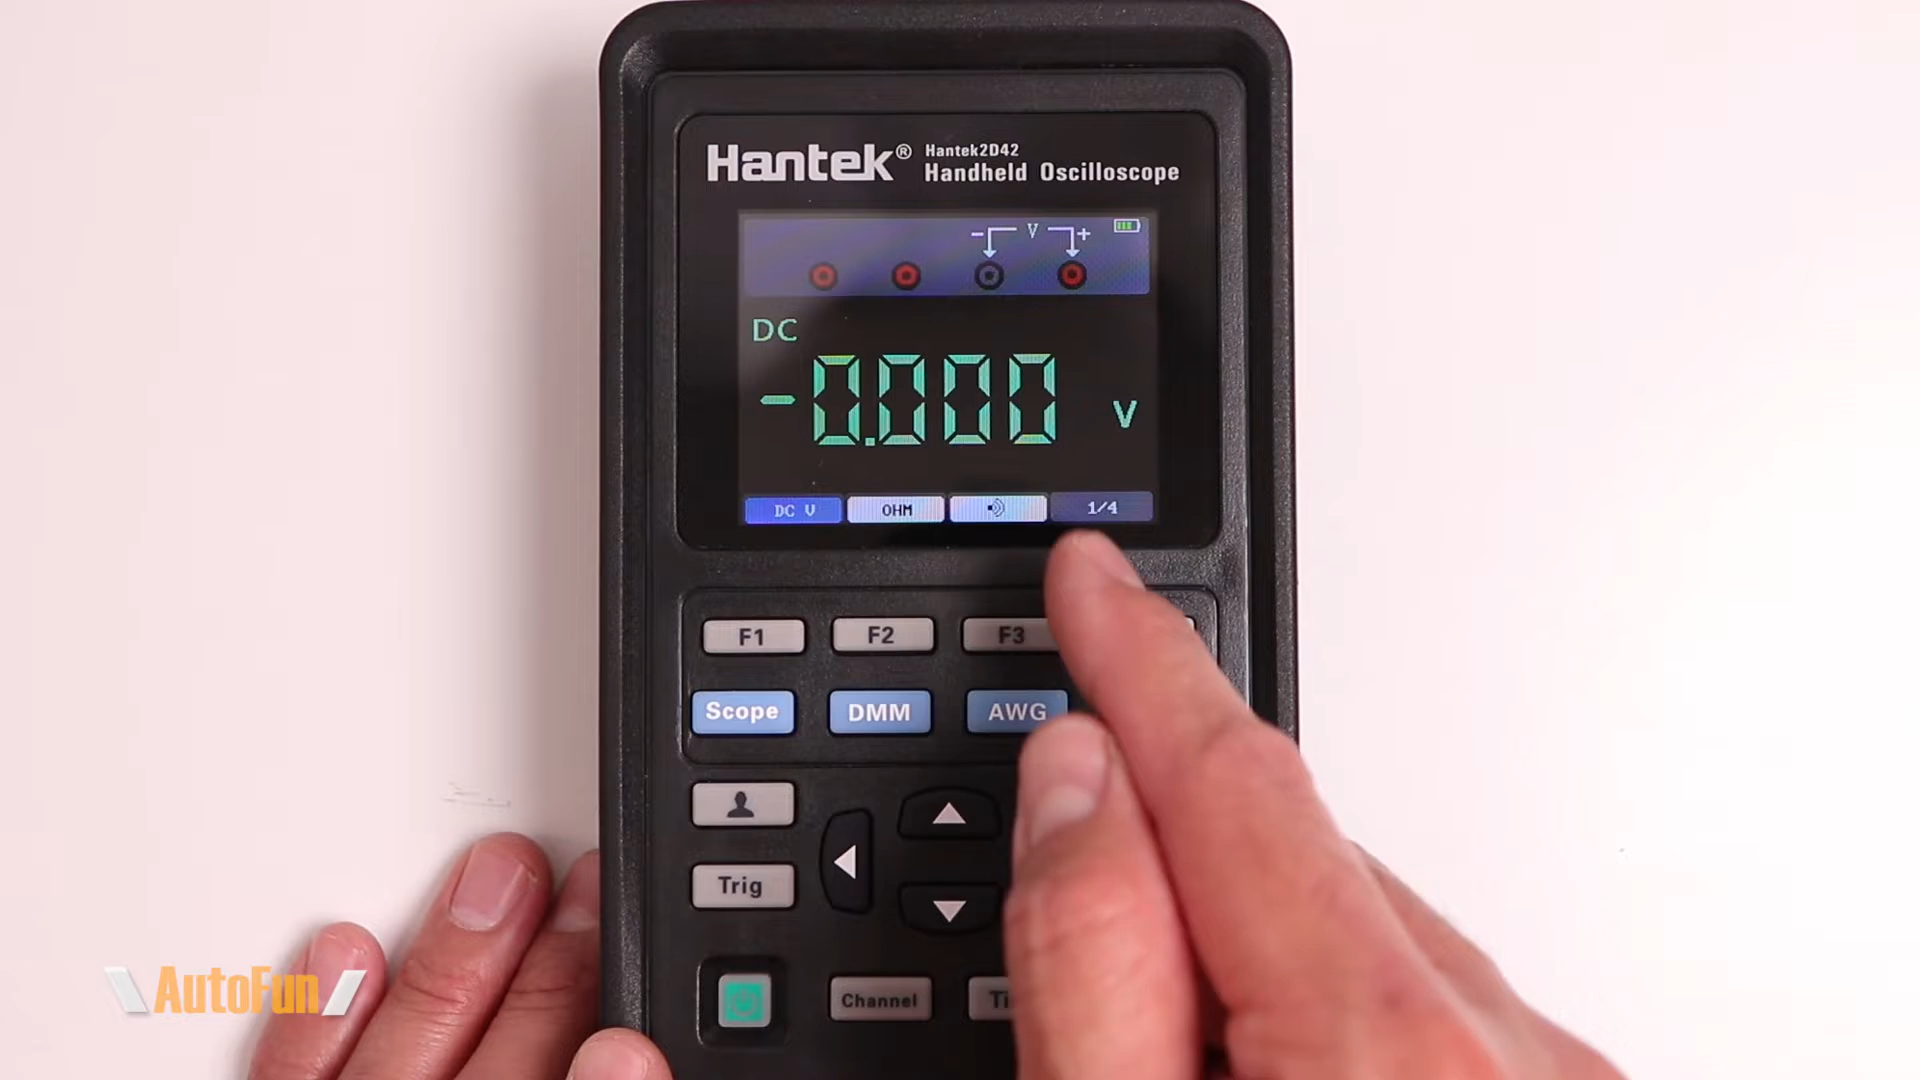 Hantek®
Hantek2D42
Handheld Oscilloscope
- V +
DC
-0.000 V
DC V OHM 1/4
F1 F2 F3
Scope DMM AWG
Trig
Channel
AutoFun